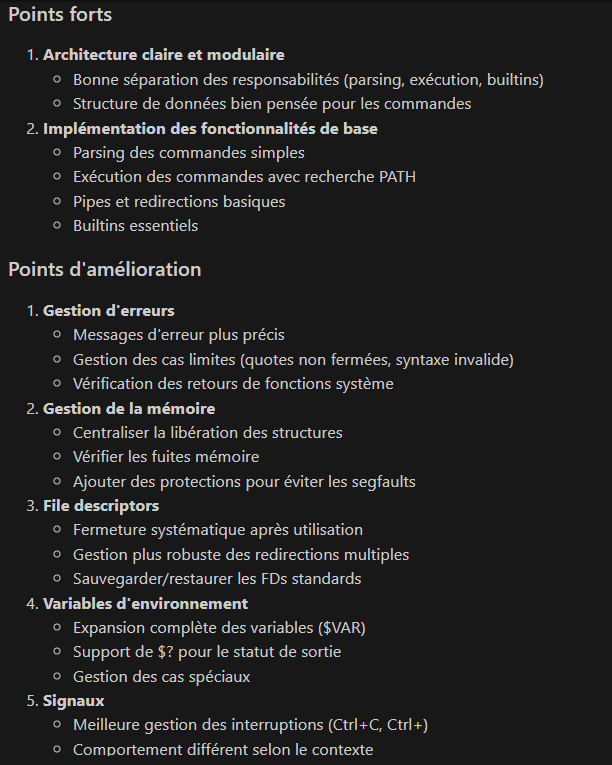 Points forts
1. Architecture claire et modulaire
○ Bonne séparation des responsabilités (parsing, exécution, builtins)
○ Structure de données bien pensée pour les commandes
2. Implémentation des fonctionnalités de base
○ Parsing des commandes simples
○ Exécution des commandes avec recherche PATH
○ Pipes et redirections basiques
○ Builtins essentiels
Points d'amélioration
1. Gestion d'erreurs
○ Messages d'erreur plus précis
○ Gestion des cas limites (quotes non fermées, syntaxe invalide)
○ Vérification des retours de fonctions système
2. Gestion de la mémoire
○ Centraliser la libération des structures
○ Vérifier les fuites mémoire
○ Ajouter des protections pour éviter les segfaults
3. File descriptors
○ Fermeture systématique après utilisation
○ Gestion plus robuste des redirections multiples
○ Sauvegarder/restaurer les FDs standards
4. Variables d'environnement
○ Expansion complète des variables ($VAR)
○ Support de $? pour le statut de sortie
○ Gestion des cas spéciaux
5. Signaux
○ Meilleure gestion des interruptions (Ctrl+C, Ctrl+)
○ Comportement différent selon le contexte